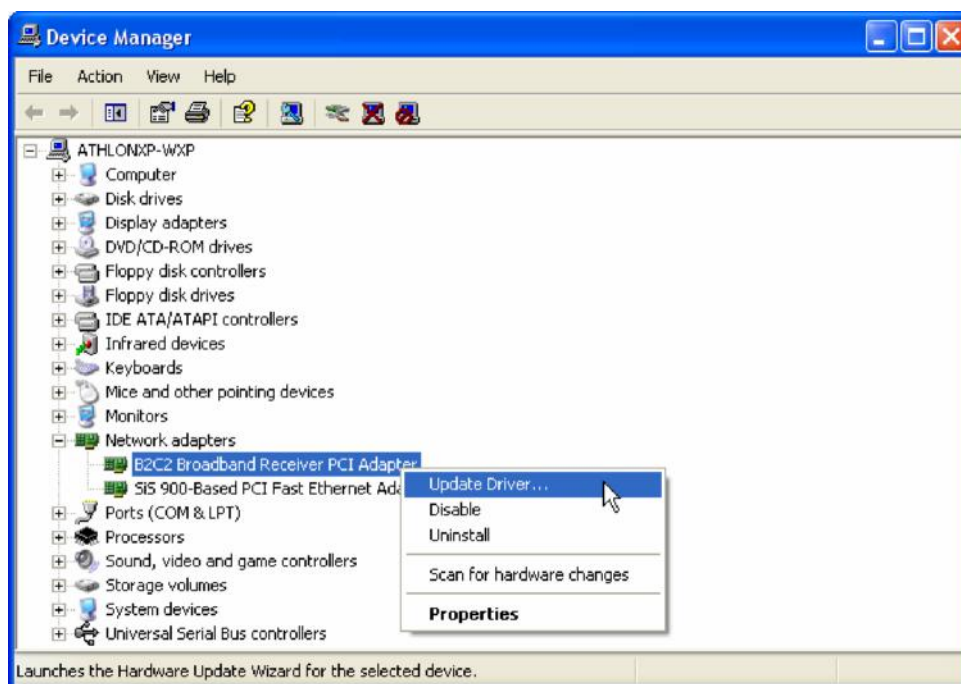 Device Manager
File Action View Help
ATHLONXP-WXP
Computer
Disk drives
Display adapters
DVD/CD-ROM drives
Floppy disk controllers
Floppy disk drives
IDE ATA/ATAPI controllers
Infrared devices
Keyboards
Mice and other pointing devices
Monitors
Network adapters
B2C2 Broadband Receiver PCI Adapter
SiS 900-Based PCI Fast Ethernet Ada
Ports (COM & LPT)
Processors
Sound, video and game controllers
Storage volumes
System devices
Universal Serial Bus controllers
Update Driver...
Disable
Uninstall
Scan for hardware changes
Properties
Launches the Hardware Update Wizard for the selected device.